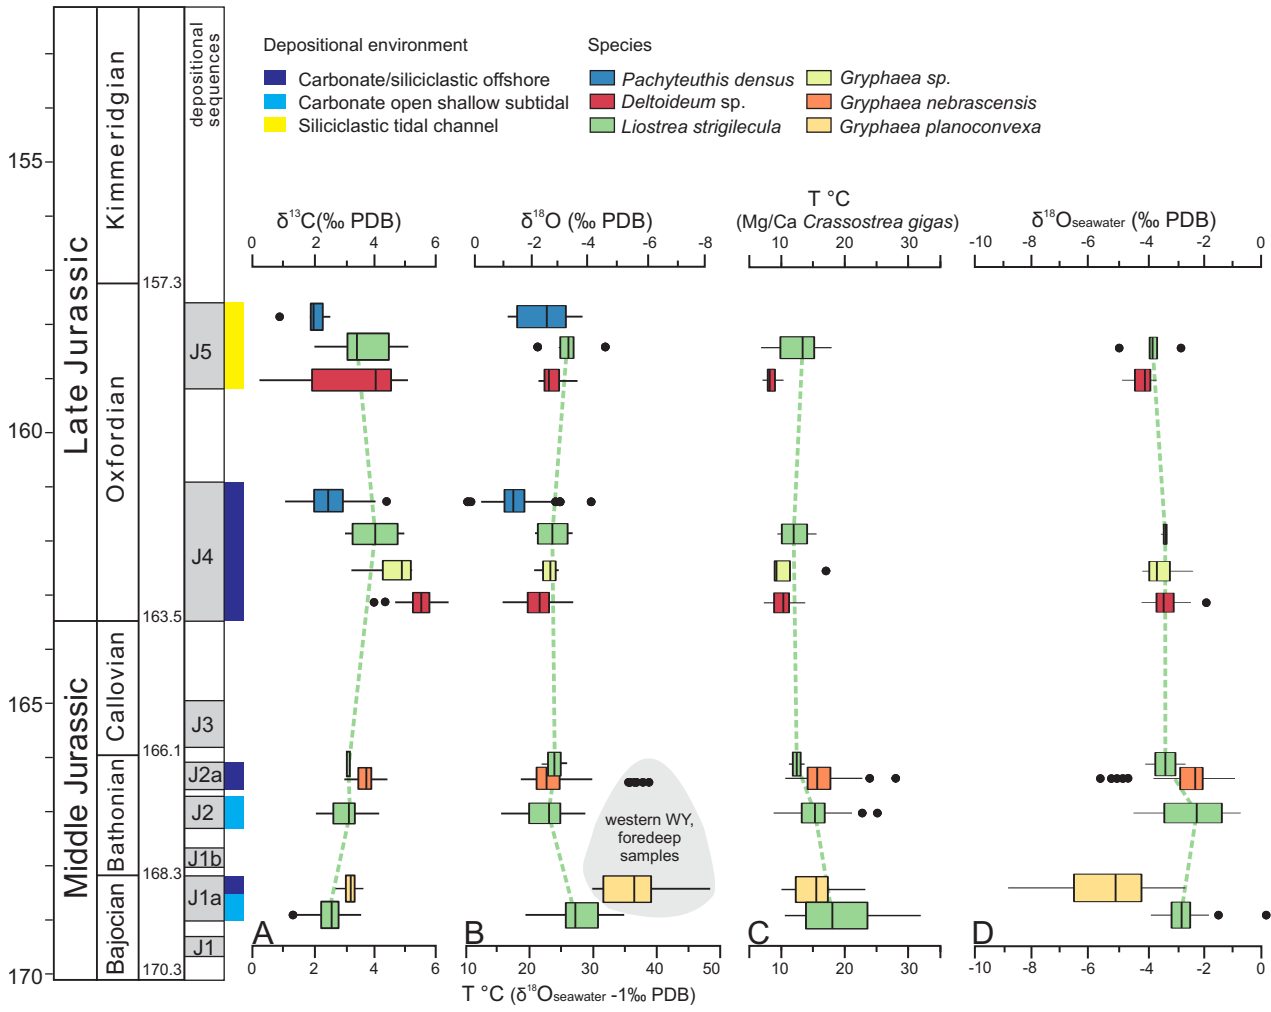 depositional
sequences
Depositional environment
Carbonate/siliciclastic offshore
Carbonate open shallow subtidal
Siliciclastic tidal channel
Species
Pachyteuthis densus
Deltoideum sp.
Liostrea strigilecula
Gryphaea sp.
Gryphaea nebrascensis
Gryphaea planoconvexa
155
160
165
170
Late Jurassic
Middle Jurassic
Kimmeridgian
Oxfordian
Callovian
Bathonian
Bajocian
157.3
163.5
166.1
168.3
170.3
J5
J4
J3
J2a
J2
J1b
J1a
J1
δ¹³C(‰ PDB)
0 2 4 6
δ¹⁸O (‰ PDB)
0 -2 -4 -6 -8
T °C
(Mg/Ca Crassostrea gigas)
10 20 30
δ¹⁸Oseawater (‰ PDB)
-10 -10 -8 -6 -4 -2 0
western WY,
foredeep
samples
A
B
C
D
0 2 4 6
10 20 30 40 50
T °C (δ¹⁸Oseawater -1‰ PDB)
10 20 30
-10 -10 -8 -6 -4 -2 0